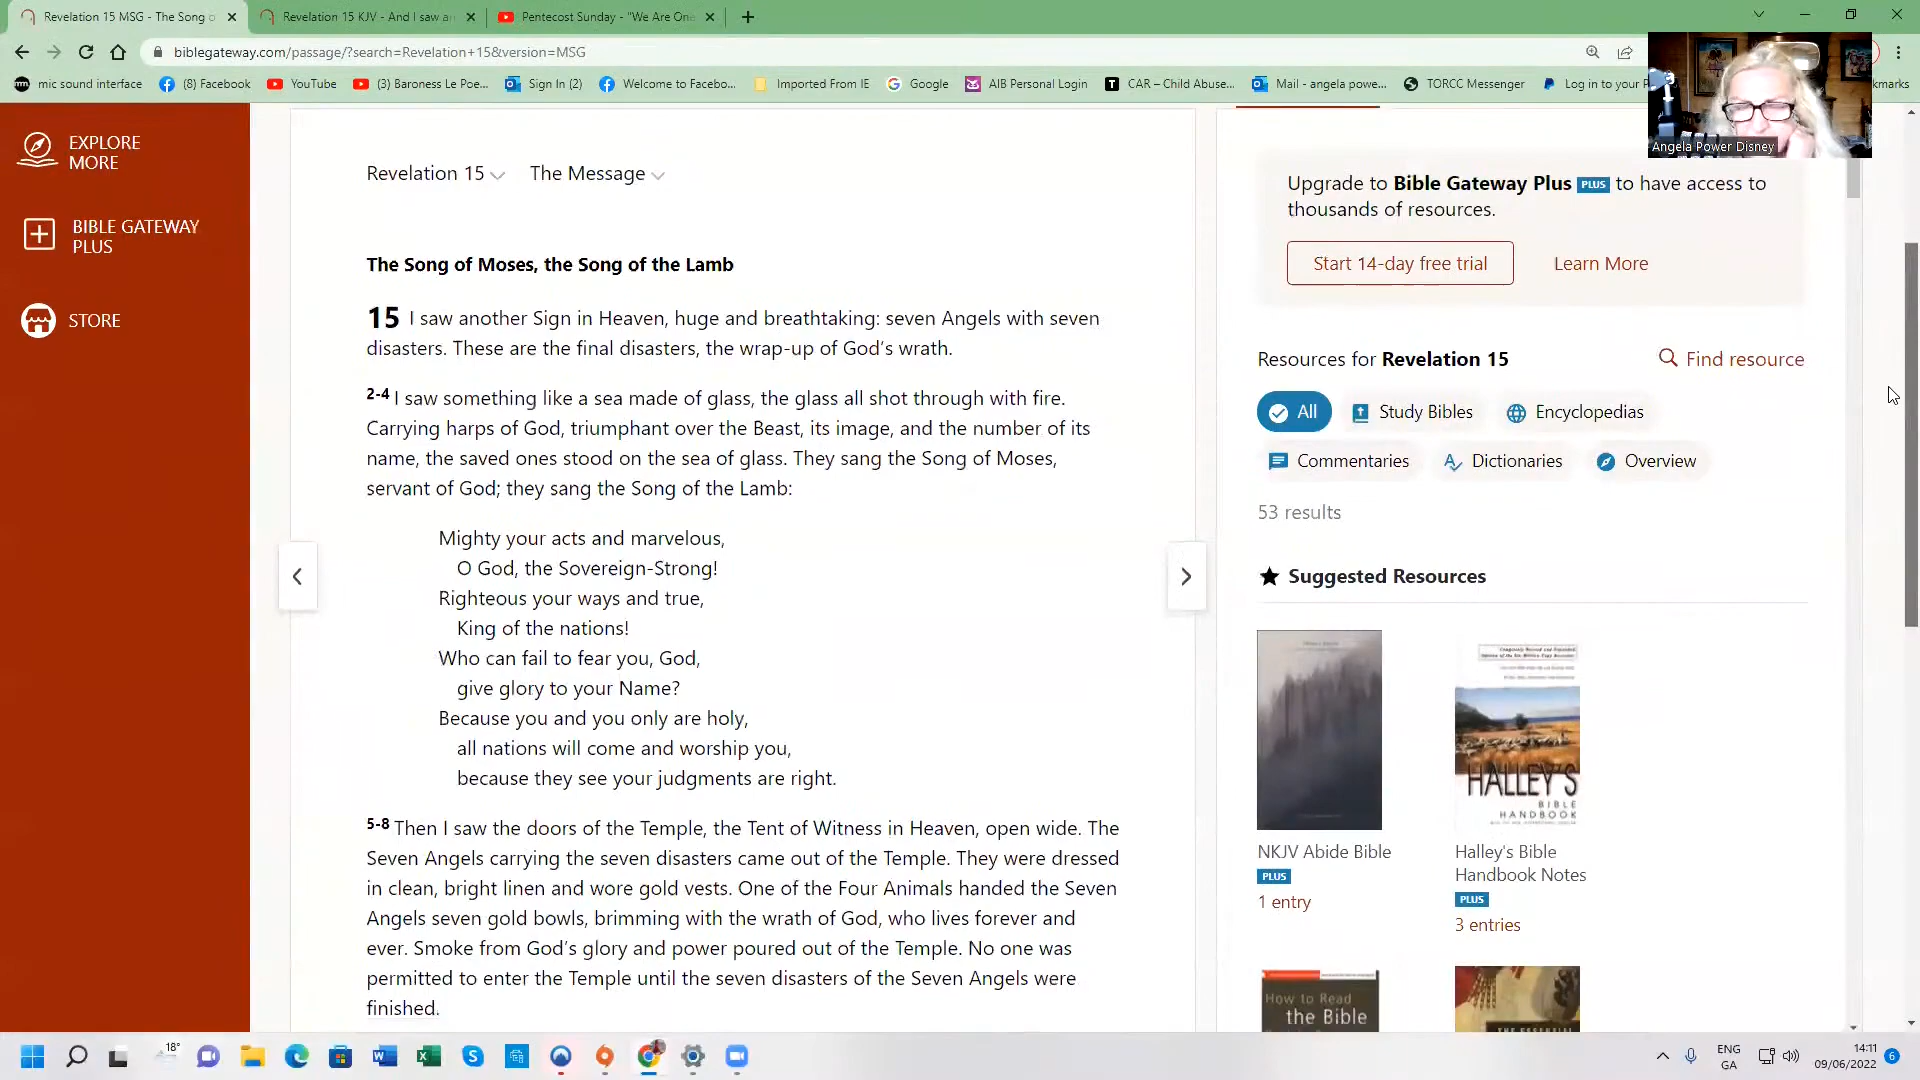 Revelation 15 MSG - The Song o
Revelation 15 KJV - And I saw an
Pentecost Sunday - "We Are One
biblegateway.com/passage/?search=Revelation+15&version=MSG
mic sound interface
(8) Facebook
YouTube
(3) Baroness Le Poe...
Sign In (2)
Welcome to Facebo...
Imported From IE
Google
AIB Personal Login
CAR – Child Abuse...
Mail - angela powe...
TORCC Messenger
Log in to your P
kmarks
Angela Power Disney
EXPLORE
MORE
BIBLE GATEWAY
PLUS
STORE
Revelation 15 The Message
The Song of Moses, the Song of the Lamb
15 I saw another Sign in Heaven, huge and breathtaking: seven Angels with seven
disasters. These are the final disasters, the wrap-up of God’s wrath.
2-4 I saw something like a sea made of glass, the glass all shot through with fire.
Carrying harps of God, triumphant over the Beast, its image, and the number of its
name, the saved ones stood on the sea of glass. They sang the Song of Moses,
servant of God; they sang the Song of the Lamb:
Mighty your acts and marvelous,
O God, the Sovereign-Strong!
Righteous your ways and true,
King of the nations!
Who can fail to fear you, God,
give glory to your Name?
Because you and you only are holy,
all nations will come and worship you,
because they see your judgments are right.
5-8 Then I saw the doors of the Temple, the Tent of Witness in Heaven, open wide. The
Seven Angels carrying the seven disasters came out of the Temple. They were dressed
in clean, bright linen and wore gold vests. One of the Four Animals handed the Seven
Angels seven gold bowls, brimming with the wrath of God, who lives forever and
ever. Smoke from God’s glory and power poured out of the Temple. No one was
permitted to enter the Temple until the seven disasters of the Seven Angels were
finished.
Upgrade to Bible Gateway Plus PLUS to have access to
thousands of resources.
Start 14-day free trial
Learn More
Resources for Revelation 15
Find resource
All
Study Bibles
Encyclopedias
Commentaries
Dictionaries
Overview
53 results
Suggested Resources
HALLEY'S
BIBLE
HANDBOOK
NKJV Abide Bible
PLUS
1 entry
Halley's Bible
Handbook Notes
PLUS
3 entries
How to Read
the Bible
18°
ENG
GA
14:11
09/06/2022
6